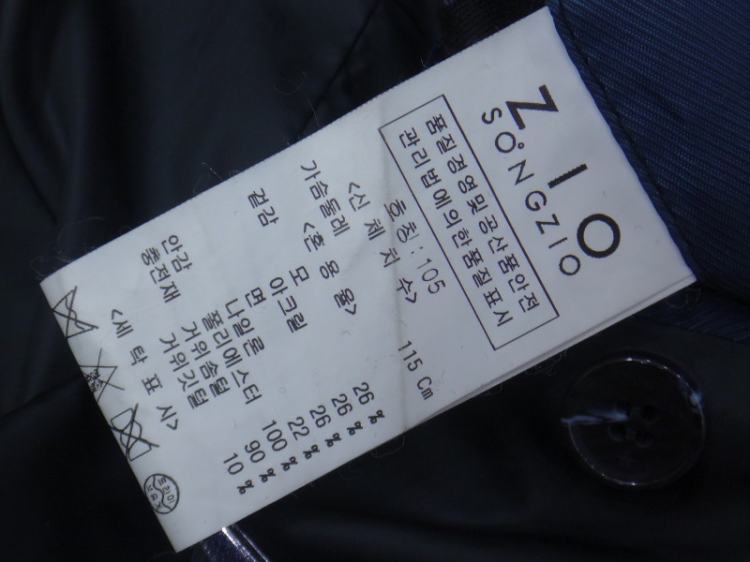 ZIO
SONGZIO
품질경영및공산품안전
관리법에의한품질표시
호칭 : 105
<신 체 치 수>
가슴둘레 115 Cm
<혼 용 율>
겉감 모 26 %
아크릴 26 %
면 26 %
나일론 22 %
안감 폴리에스터 100 %
충전재 거위솜털 90 %
거위깃털 10 %
<세 탁 표 시>
드라이